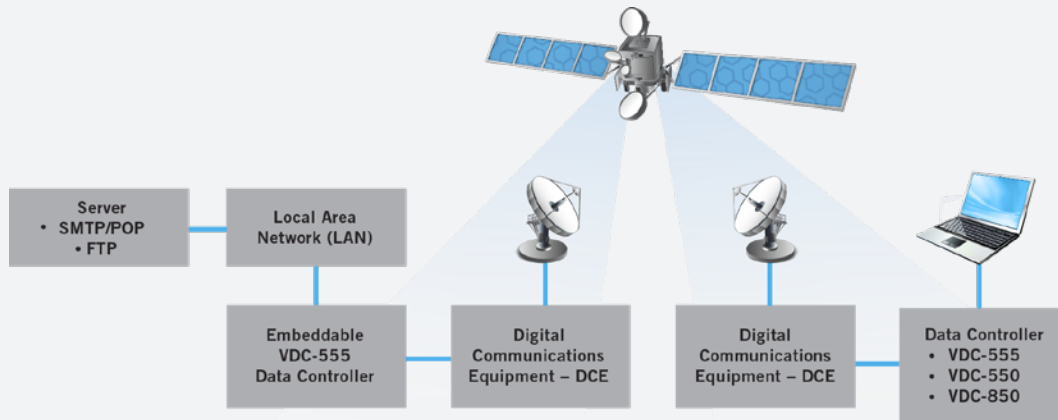 Server
• SMTP/POP
• FTP
Local Area
Network (LAN)
Embeddable
VDC-555
Data Controller
Digital
Communications
Equipment – DCE
Digital
Communications
Equipment – DCE
Data Controller
• VDC-555
• VDC-550
• VDC-850